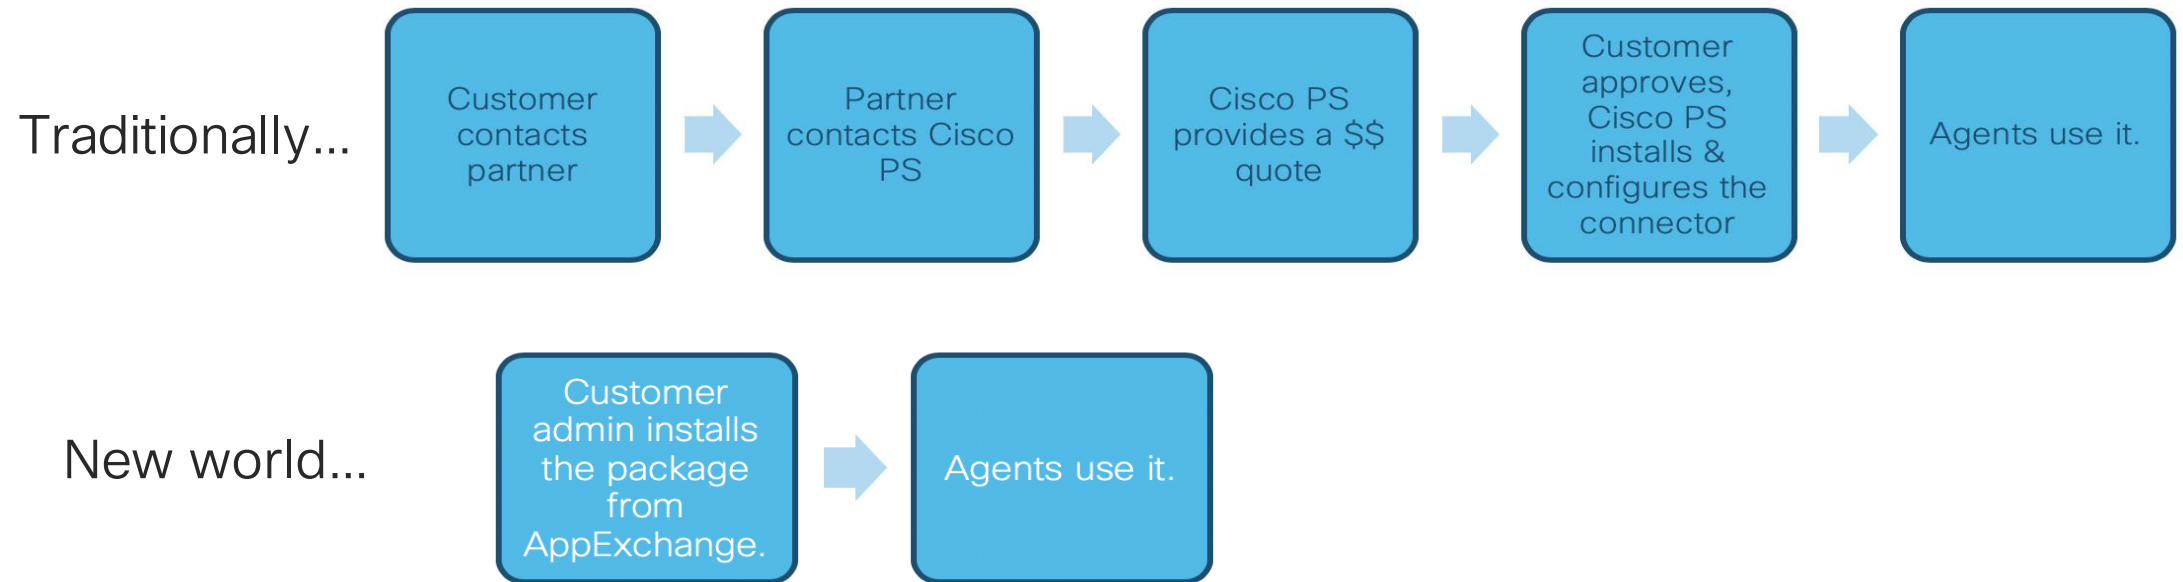 Traditionally...
Customer
contacts
partner
Partner
contacts Cisco
PS
Cisco PS
provides a $$
quote
Customer
approves,
Cisco PS
installs &
configures the
connector
Agents use it.
New world...
Customer
admin installs
the package
from
AppExchange.
Agents use it.